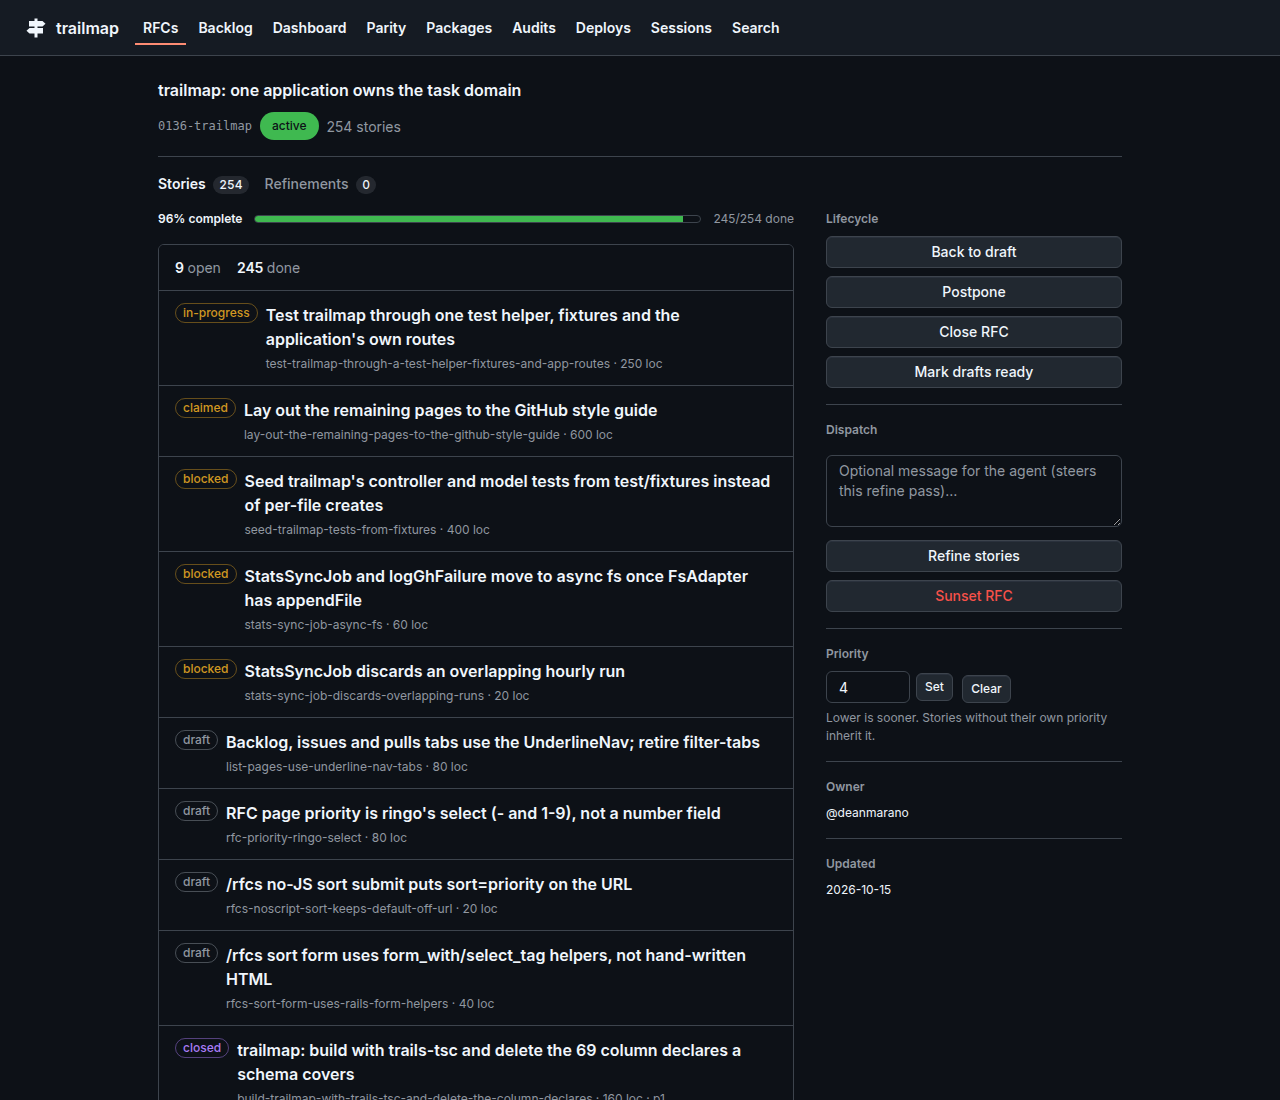 trailmap RFCs Backlog Dashboard Parity Packages Audits Deploys Sessions Search
trailmap: one application owns the task domain
0136-trailmap active 254 stories
Stories 254 Refinements 0
96% complete 245/254 done
9 open 245 done
in-progress Test trailmap through one test helper, fixtures and the
application's own routes
test-trailmap-through-a-test-helper-fixtures-and-app-routes · 250 loc
claimed Lay out the remaining pages to the GitHub style guide
lay-out-the-remaining-pages-to-the-github-style-guide · 600 loc
blocked Seed trailmap's controller and model tests from test/fixtures instead
of per-file creates
seed-trailmap-tests-from-fixtures · 400 loc
blocked StatsSyncJob and logGhFailure move to async fs once FsAdapter
has appendFile
stats-sync-job-async-fs · 60 loc
blocked StatsSyncJob discards an overlapping hourly run
stats-sync-job-discards-overlapping-runs · 20 loc
draft Backlog, issues and pulls tabs use the UnderlineNav; retire filter-tabs
list-pages-use-underline-nav-tabs · 80 loc
draft RFC page priority is ringo's select (- and 1-9), not a number field
rfc-priority-ringo-select · 80 loc
draft /rfcs no-JS sort submit puts sort=priority on the URL
rfcs-noscript-sort-keeps-default-off-url · 20 loc
draft /rfcs sort form uses form_with/select_tag helpers, not hand-written
HTML
rfcs-sort-form-uses-rails-form-helpers · 40 loc
closed trailmap: build with trails-tsc and delete the 69 column declares a
schema covers
build-trailmap-with-trails-tsc-and-delete-the-column-declares · 160 loc · p1
Lifecycle
Back to draft
Postpone
Close RFC
Mark drafts ready
Dispatch
Optional message for the agent (steers
this refine pass)...
Refine stories
Sunset RFC
Priority
4 Set Clear
Lower is sooner. Stories without their own priority
inherit it.
Owner
@deanmarano
Updated
2026-10-15